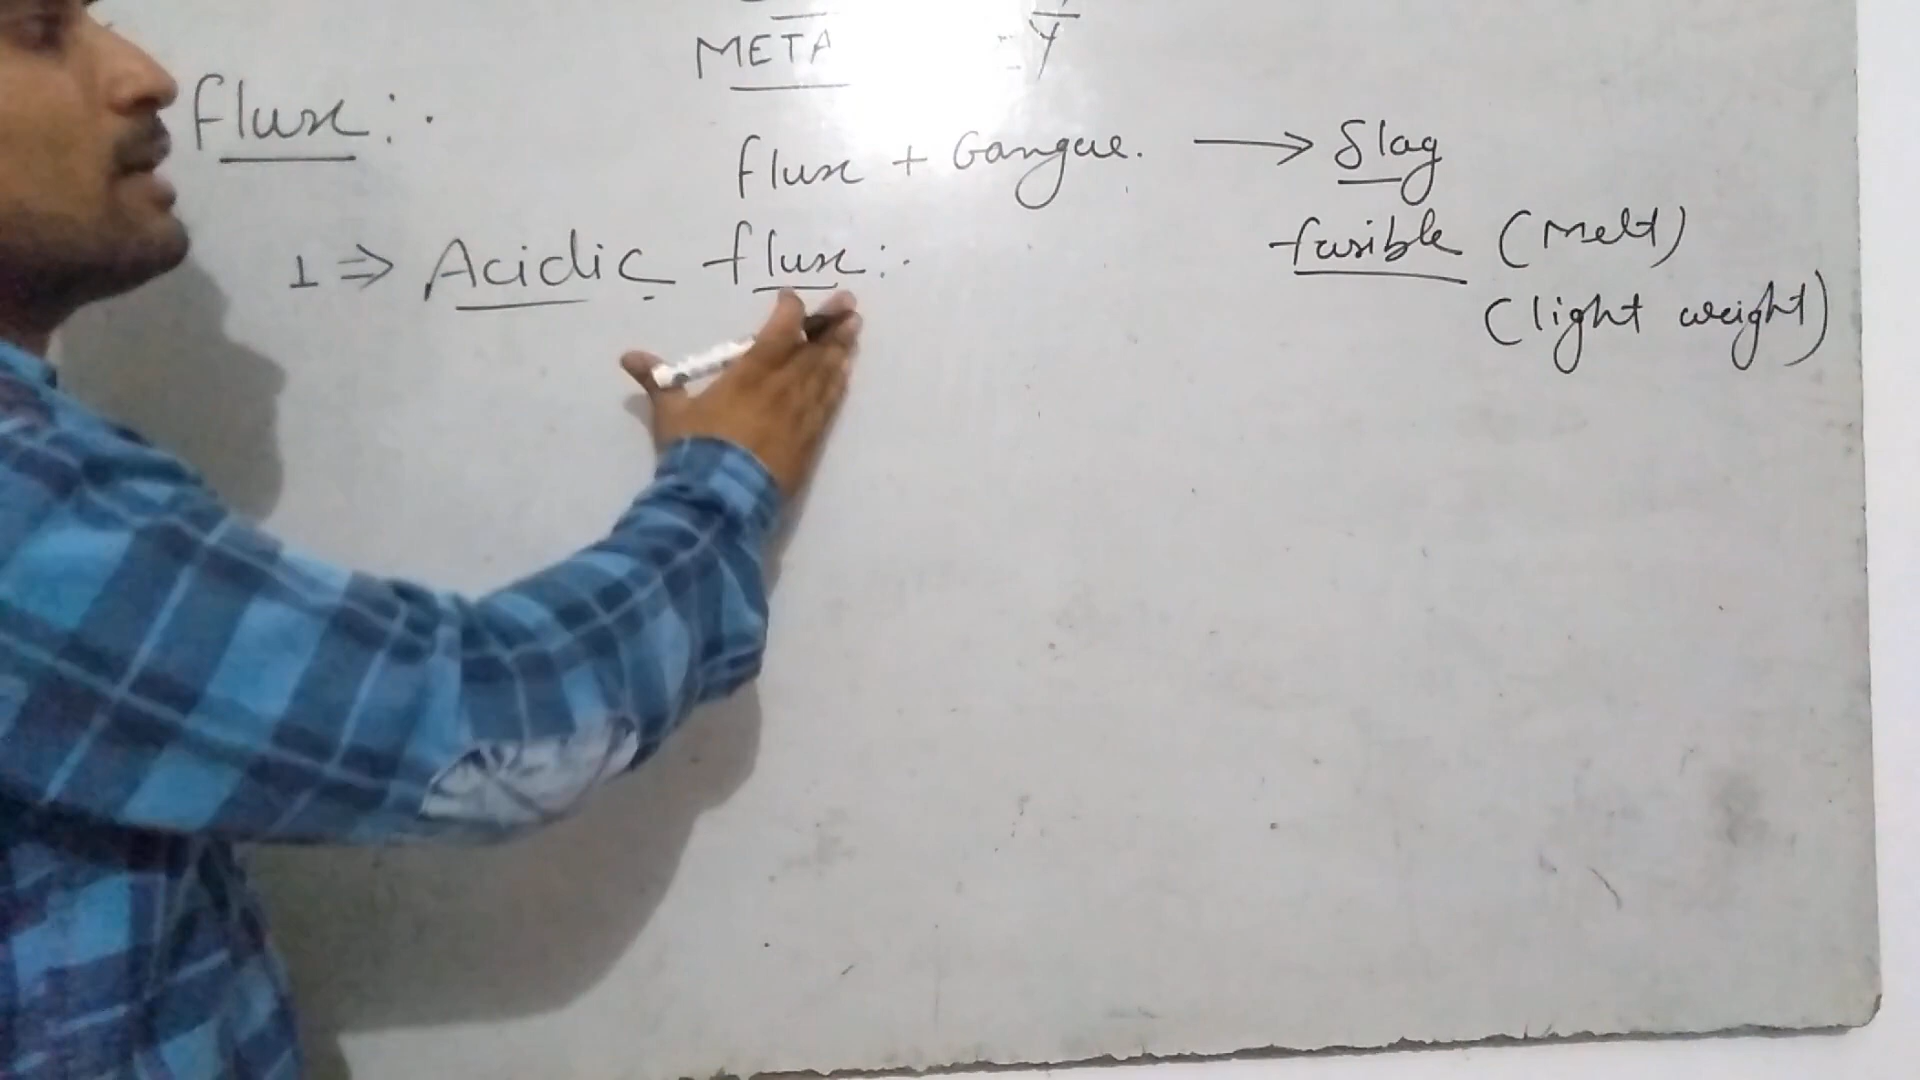 META Y
Flux :-
flux + Gangue. ⟶ Slag
fusible (Melt)
(light weight)
1 ⇒ Acidic flux :-